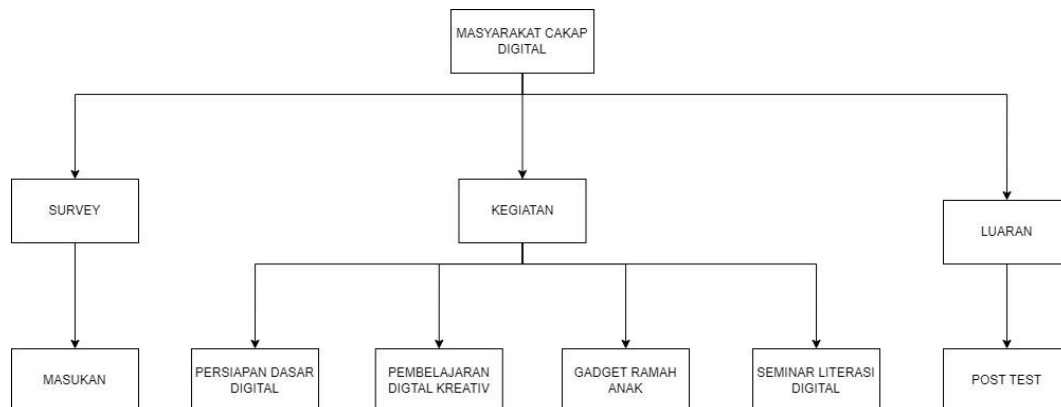 MASYARAKAT CAKAP
DIGITAL
SURVEY
KEGIATAN
LUARAN
MASUKAN
PERSIAPAN DASAR
DIGITAL
PEMBELAJARAN
DIGTAL KREATIV
GADGET RAMAH
ANAK
SEMINAR LITERASI
DIGITAL
POST TEST